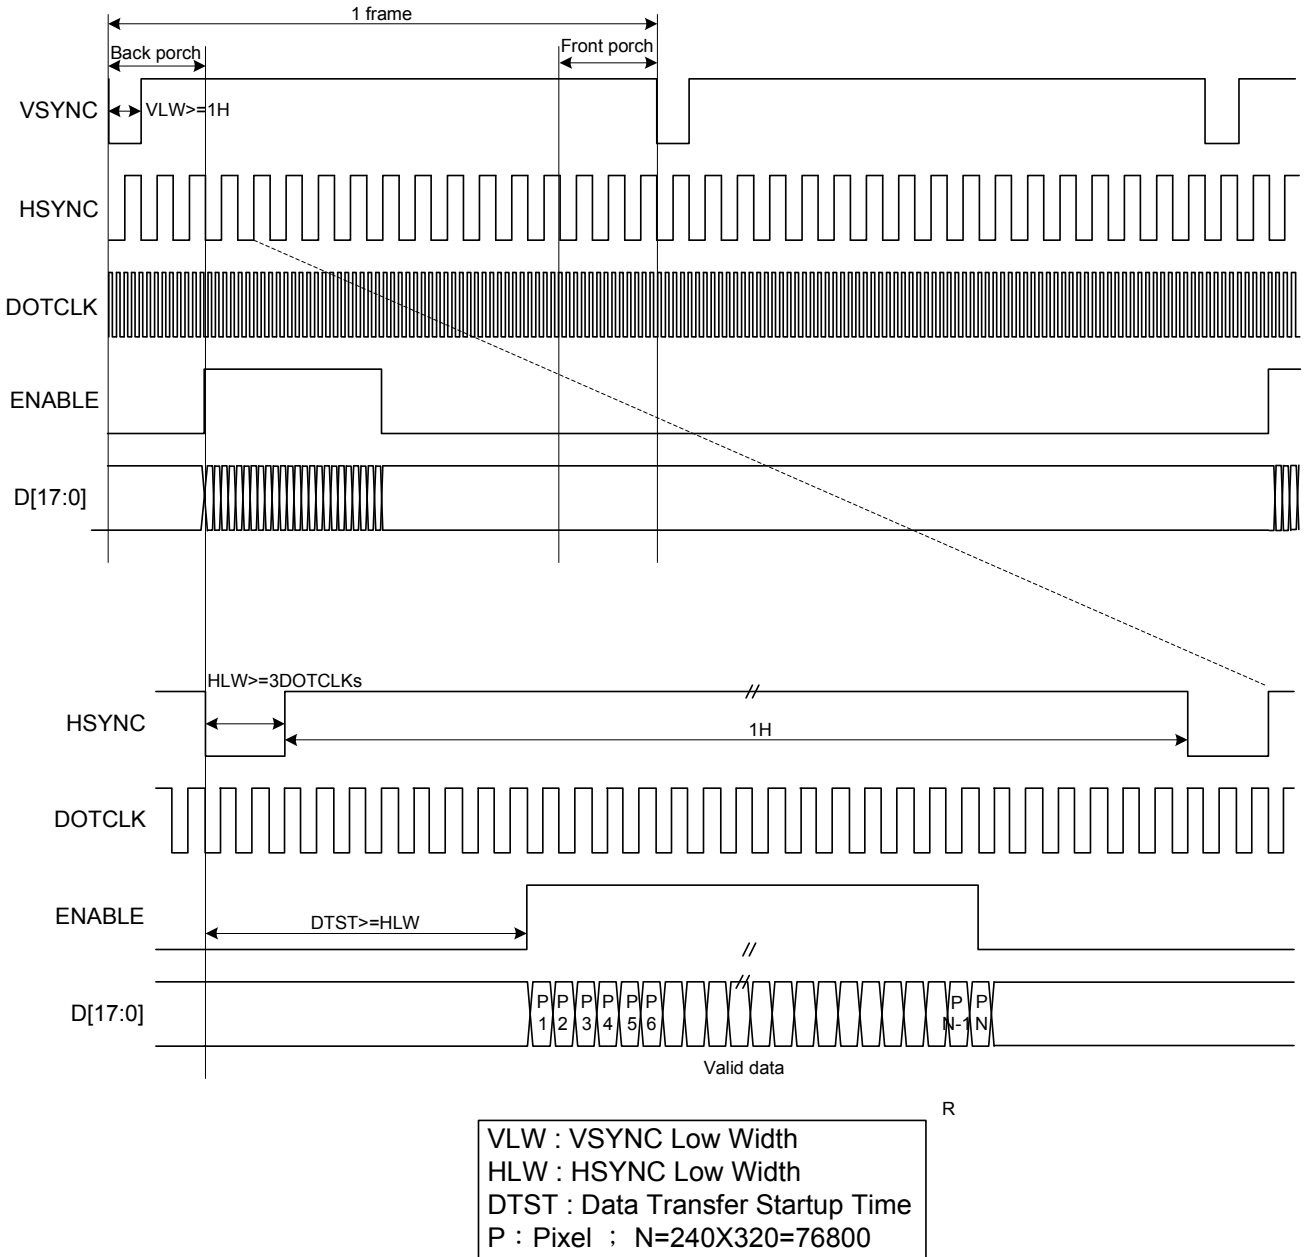 1 frame
Back porch
Front porch
VSYNC
VLW>=1H
HSYNC
DOTCLK
ENABLE
D[17:0]
HLW>=3DOTCLKs
HSYNC
1H
DOTCLK
ENABLE
DTST>=HLW
D[17:0]
P 1
P 2
P 3
P 4
P 5
P 6
P N-1
P N
Valid data
R
VLW : VSYNC Low Width
HLW : HSYNC Low Width
DTST : Data Transfer Startup Time
P : Pixel ; N=240X320=76800